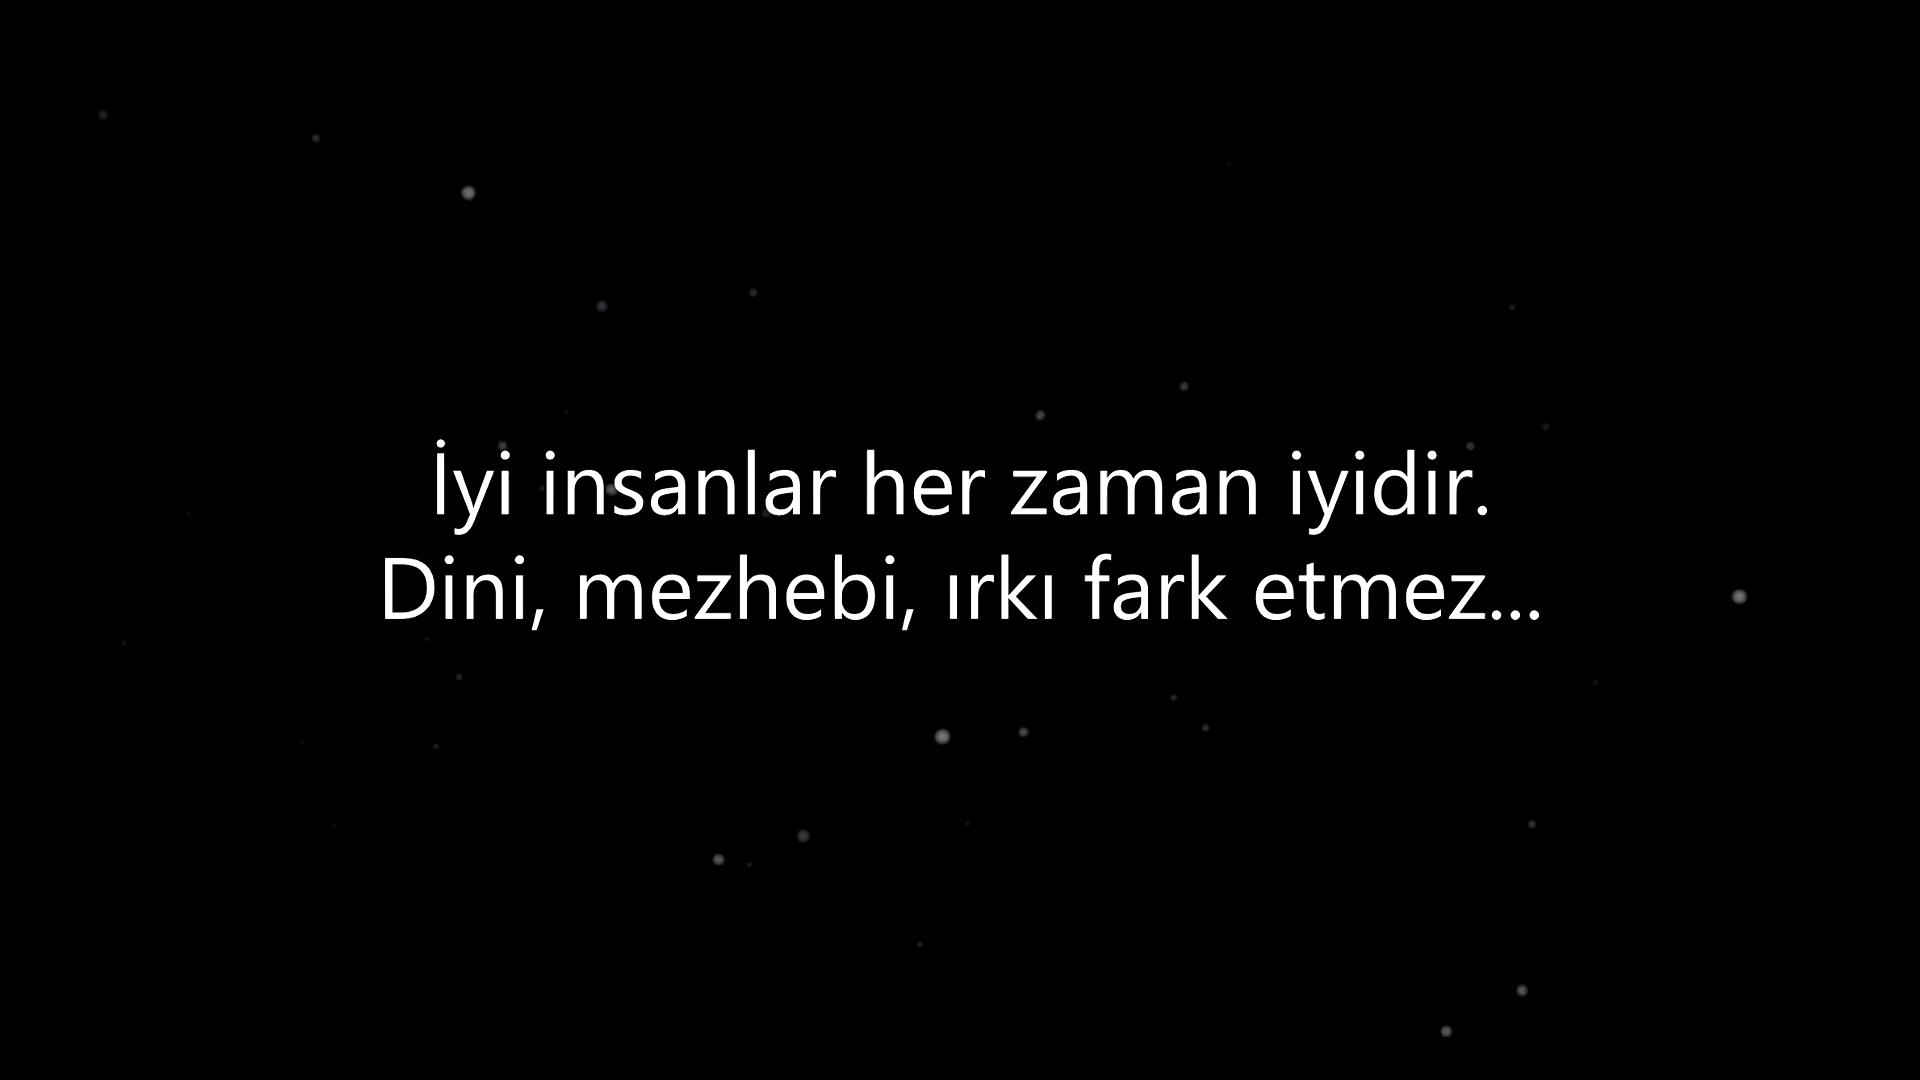 İyi insanlar her zaman iyidir.
Dini, mezhebi, ırkı fark etmez...